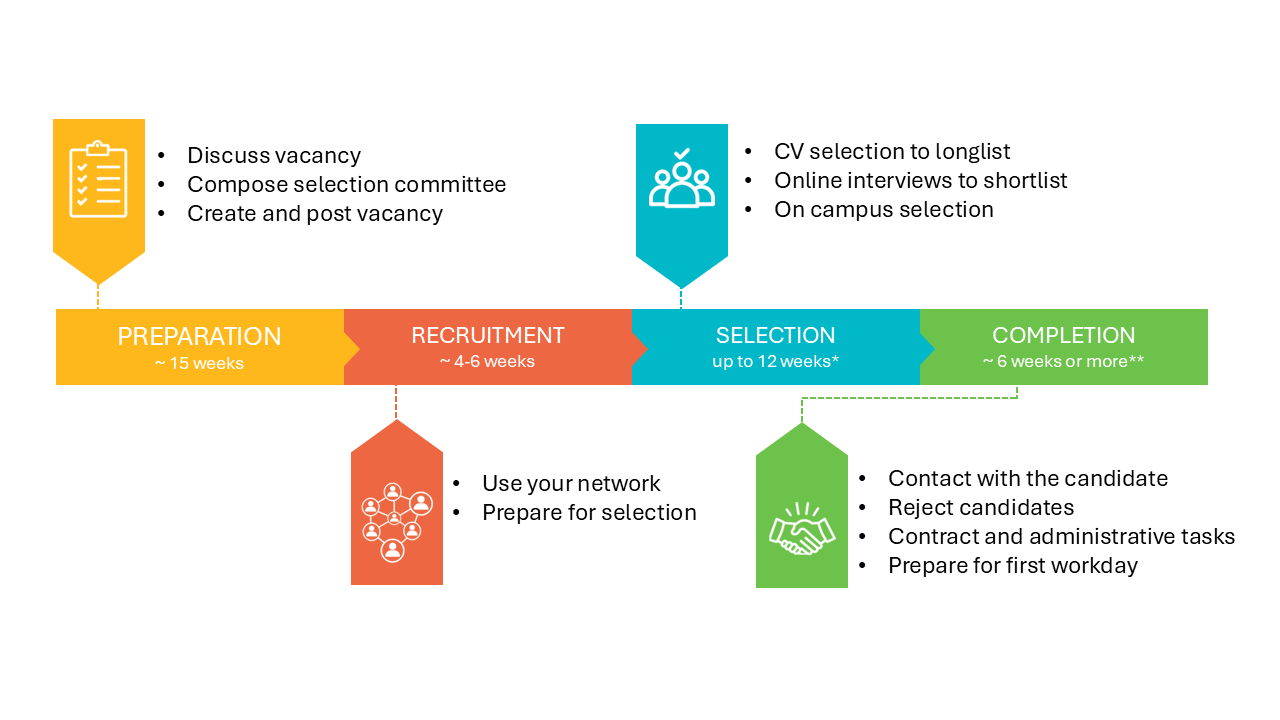 • Discuss vacancy
• Compose selection committee
• Create and post vacancy
• CV selection to longlist
• Online interviews to shortlist
• On campus selection
PREPARATION
~ 15 weeks
RECRUITMENT
~ 4-6 weeks
SELECTION
up to 12 weeks*
COMPLETION
~ 6 weeks or more**
• Use your network
• Prepare for selection
• Contact with the candidate
• Reject candidates
• Contract and administrative tasks
• Prepare for first workday